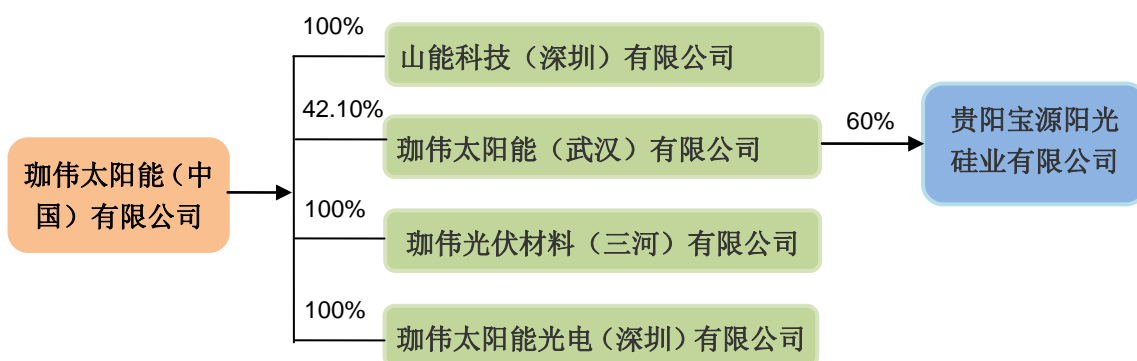 100%
山能科技（深圳）有限公司
42.10%
珈伟太阳能（武汉）有限公司
60%
贵阳宝源阳光
硅业有限公司
珈伟太阳能（中
国）有限公司
100%
珈伟光伏材料（三河）有限公司
100%
珈伟太阳能光电（深圳）有限公司